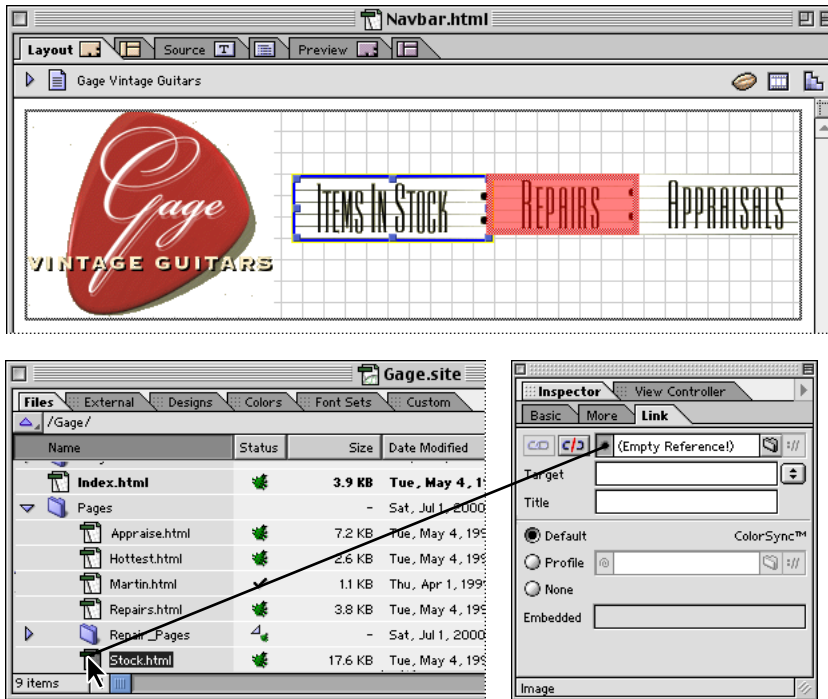 Navbar.html
Layout Source T Preview
Gage Vintage Guitars
Gage
VINTAGE GUITARS
ITEMS IN STOCK
REPAIRS
APPRAISALS
Gage.site
Files External Designs Colors Font Sets Custom
/Gage/
Name Status Size Date Modified
Index.html 3.9 KB Tue, May 4, 1
Pages – Sat, Jul 1, 2000
Appraise.html 7.2 KB Tue, May 4, 199
Hottest.html 2.6 KB Tue, May 4, 199
Martin.html 1.1 KB Thu, Apr 1, 199
Repairs.html 3.8 KB Tue, May 4, 199
Repair_Pages – Sat, Jul 1, 2000
Stock.html 17.6 KB Tue, May 4, 199
9 items
Inspector View Controller
Basic More Link
(Empty Reference!)
Target
Title
Default ColorSync™
Profile
None
Embedded
Image